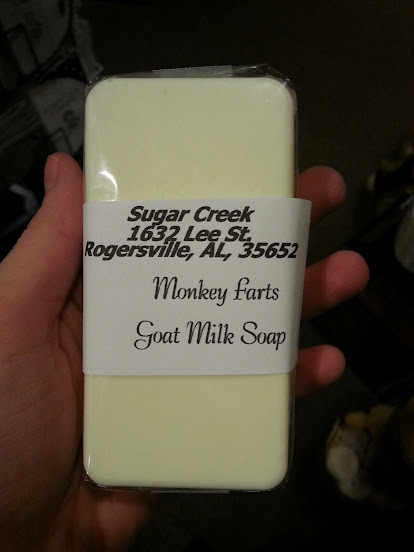 Sugar Creek
1632 Lee St.
Rogersville, AL, 35652
Monkey Farts
Goat Milk Soap